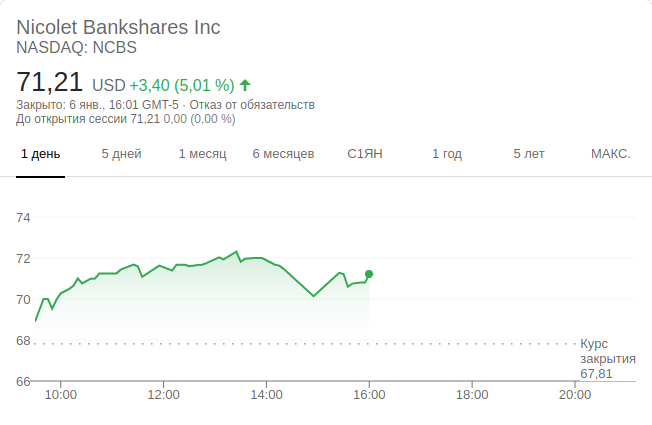 Nicolet Bankshares Inc
NASDAQ: NCBS
71,21 USD +3,40 (5,01 %)
Закрыто: 6 янв., 16:01 GMT-5 · Отказ от обязательств
До открытия сессии 71,21 0,00 (0,00 %)
1 день 5 дней 1 месяц 6 месяцев С1ЯН 1 год 5 лет МАКС.
74
72
70
68
Курс
закрытия
67,81
66
10:00 12:00 14:00 16:00 18:00 20:00